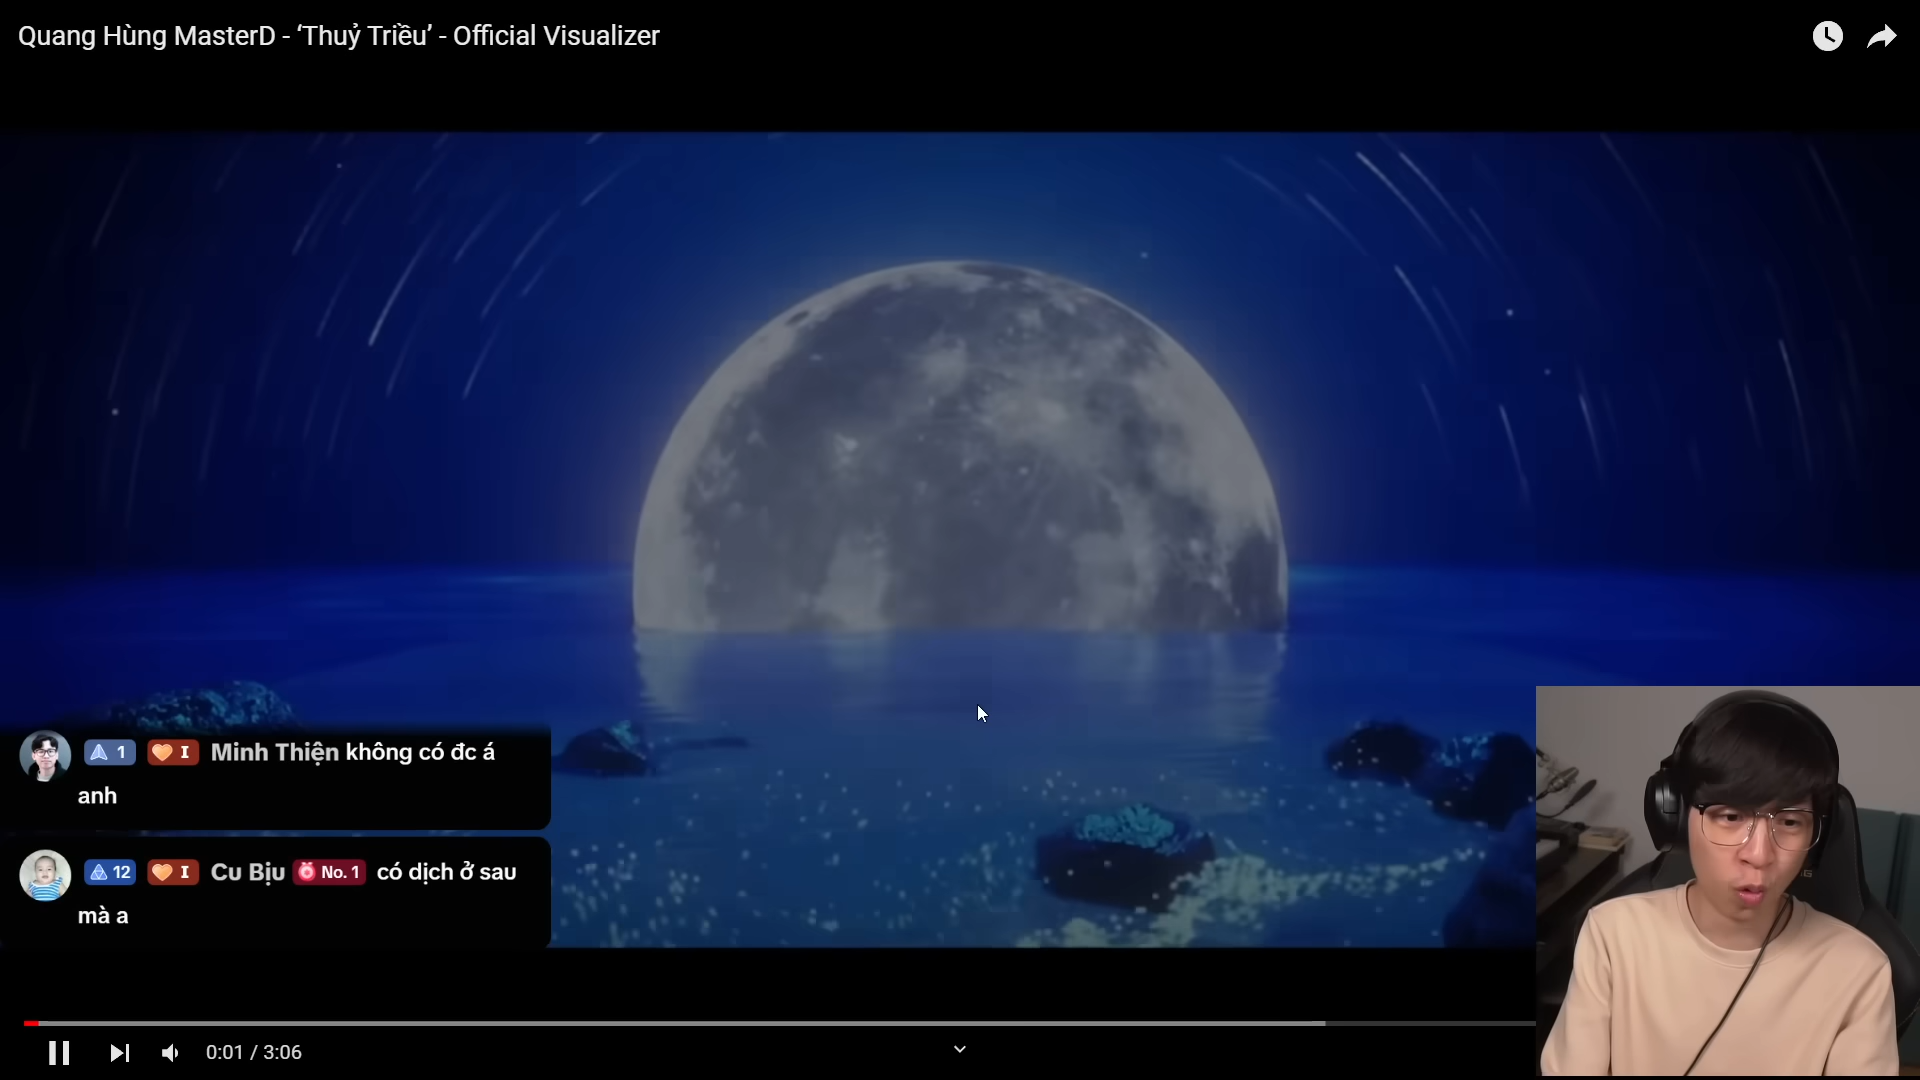 Quang Hùng MasterD - ‘Thuỷ Triều’ - Official Visualizer
1 I Minh Thiện không có đc á
anh
12 I Cu Bịu No. 1 có dịch ở sau
mà a
0:01 / 3:06